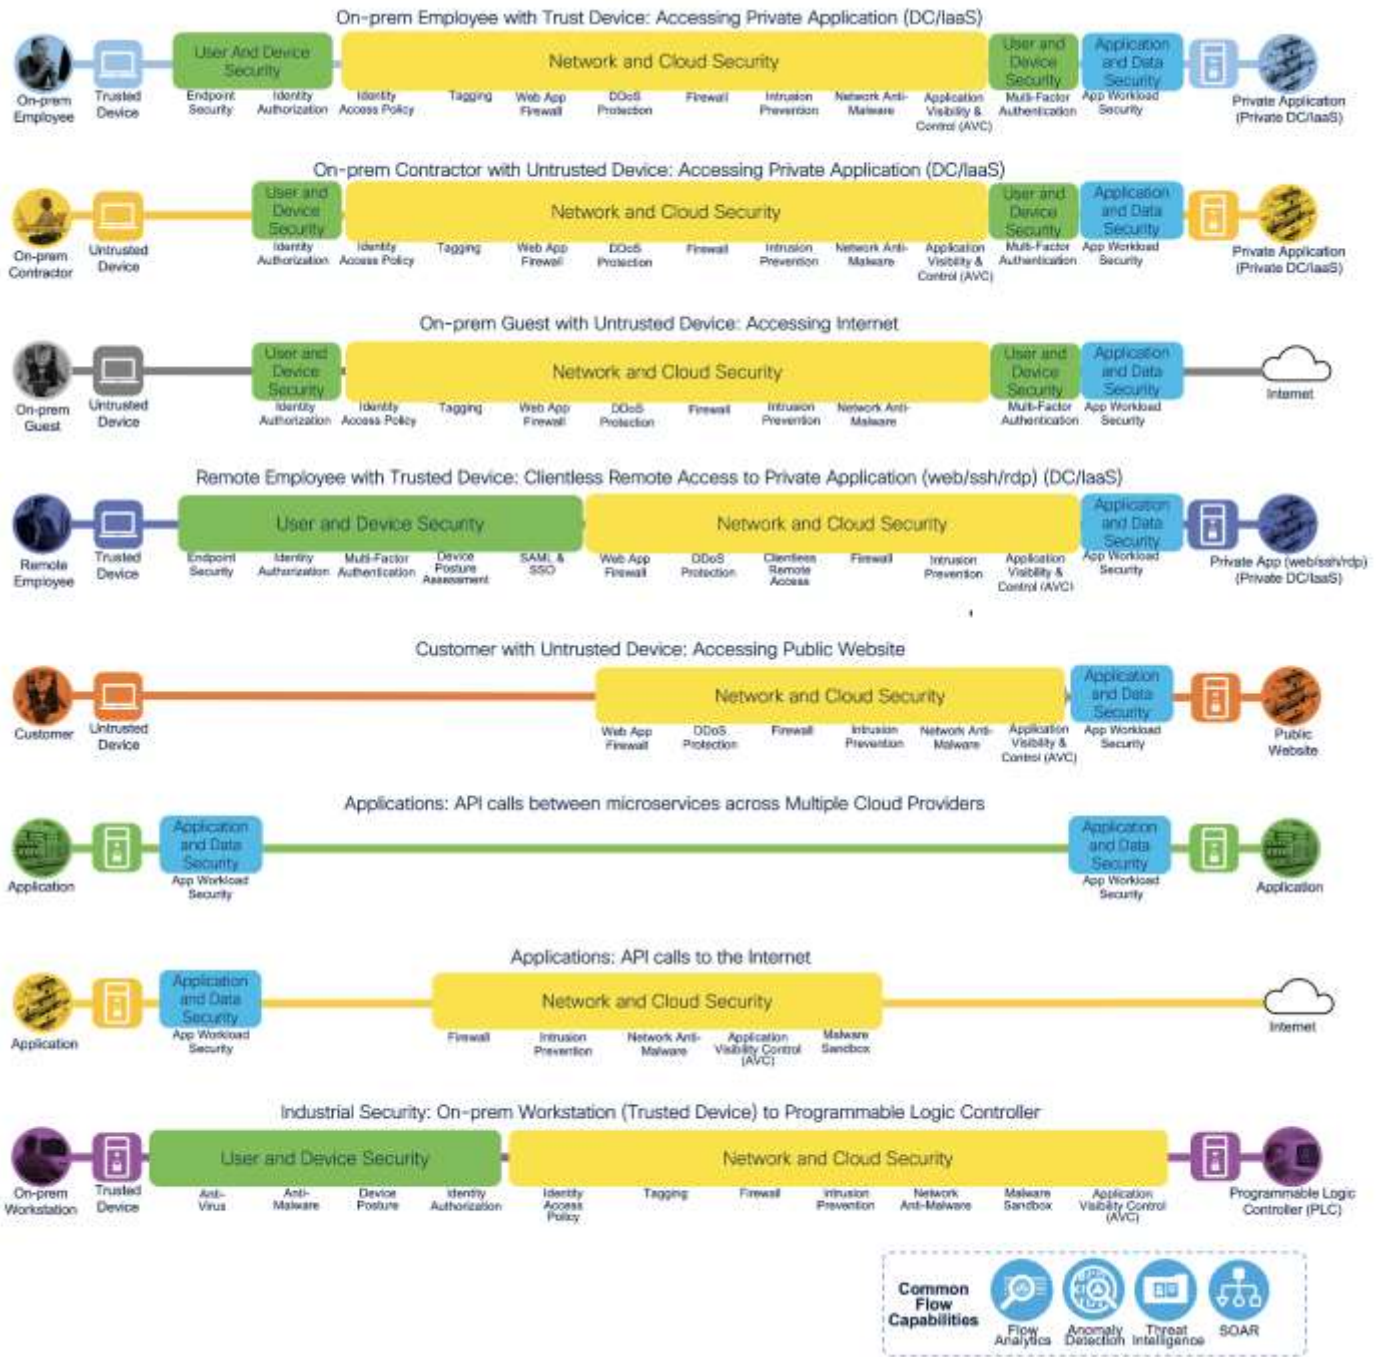 On-prem Employee with Trust Device: Accessing Private Application (DC/IaaS)
User And Device
Security
Network and Cloud Security
User and
Device
Security
Application
and Data
Security
On-prem
Employee
Trusted
Device
Endpoint
Security
Identity
Authorization
Identity
Access Policy
Tagging
Web App
Firewall
DDoS
Protection
Firewall
Intrusion
Prevention
Network Anti-
Malware
Application
Visibility &
Control (AVC)
Multi-Factor
Authentication
App Workload
Security
Private Application
(Private DC/IaaS)
On-prem Contractor with Untrusted Device: Accessing Private Application (DC/IaaS)
User and
Device
Security
Network and Cloud Security
User and
Device
Security
Application
and Data
Security
On-prem
Contractor
Untrusted
Device
Identity
Authorization
Identity
Access Policy
Tagging
Web App
Firewall
DDoS
Protection
Firewall
Intrusion
Prevention
Network Anti-
Malware
Application
Visibility &
Control (AVC)
Multi-Factor
Authentication
App Workload
Security
Private Application
(Private DC/IaaS)
On-prem Guest with Untrusted Device: Accessing Internet
User and
Device
Security
Network and Cloud Security
User and
Device
Security
Application
and Data
Security
On-prem
Guest
Untrusted
Device
Identity
Authorization
Identity
Access Policy
Tagging
Web App
Firewall
DDoS
Protection
Firewall
Intrusion
Prevention
Network Anti-
Malware
Multi-Factor
Authentication
App Workload
Security
Internet
Remote Employee with Trusted Device: Clientless Remote Access to Private Application (web/ssh/rdp) (DC/IaaS)
User and Device Security
Network and Cloud Security
Application
and Data
Security
Remote
Employee
Trusted
Device
Endpoint
Security
Identity
Authorization
Multi-Factor
Authentication
Device
Posture
Assessment
SAML &
SSO
Web App
Firewall
DDoS
Protection
Clientless
Remote
Access
Firewall
Intrusion
Prevention
Application
Visibility &
Control (AVC)
App Workload
Security
Private App (web/ssh/rdp)
(Private DC/IaaS)
Customer with Untrusted Device: Accessing Public Website
Network and Cloud Security
Application
and Data
Security
Customer
Untrusted
Device
Web App
Firewall
DDoS
Protection
Firewall
Intrusion
Prevention
Network Anti-
Malware
Application
Visibility &
Control (AVC)
App Workload
Security
Public
Website
Applications: API calls between microservices across Multiple Cloud Providers
Application
and Data
Security
Application
and Data
Security
Application
App Workload
Security
App Workload
Security
Application
Applications: API calls to the Internet
Application
and Data
Security
Network and Cloud Security
Application
App Workload
Security
Firewall
Intrusion
Prevention
Network Anti-
Malware
Application
Visibility Control
(AVC)
Malware
Sandbox
Internet
Industrial Security: On-prem Workstation (Trusted Device) to Programmable Logic Controller
User and Device Security
Network and Cloud Security
On-prem
Workstation
Trusted
Device
Anti-
Virus
Anti-
Malware
Device
Posture
Identity
Authorization
Identity
Access
Policy
Tagging
Firewall
Intrusion
Prevention
Network
Anti-Malware
Malware
Sandbox
Application
Visibility Control
(AVC)
Programmable Logic
Controller (PLC)
Common
Flow
Capabilities
Flow
Analytics
Anomaly
Detection
Threat
Intelligence
SOAR